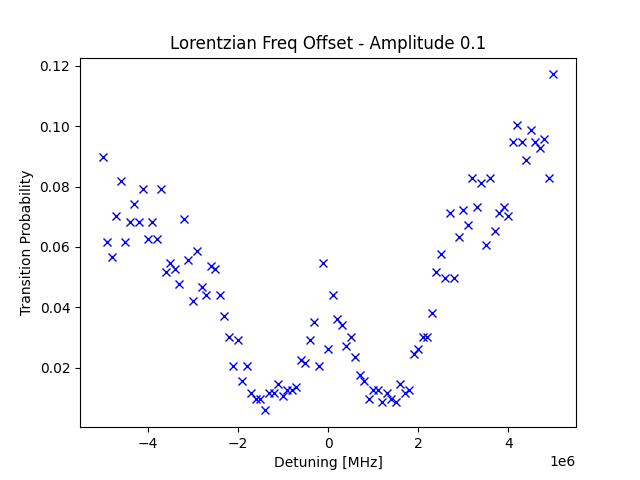 Lorentzian Freq Offset - Amplitude 0.1
0.12
0.10
0.08
0.06
0.04
0.02
Transition Probability
−4
−2
0
2
4
1e6
Detuning [MHz]